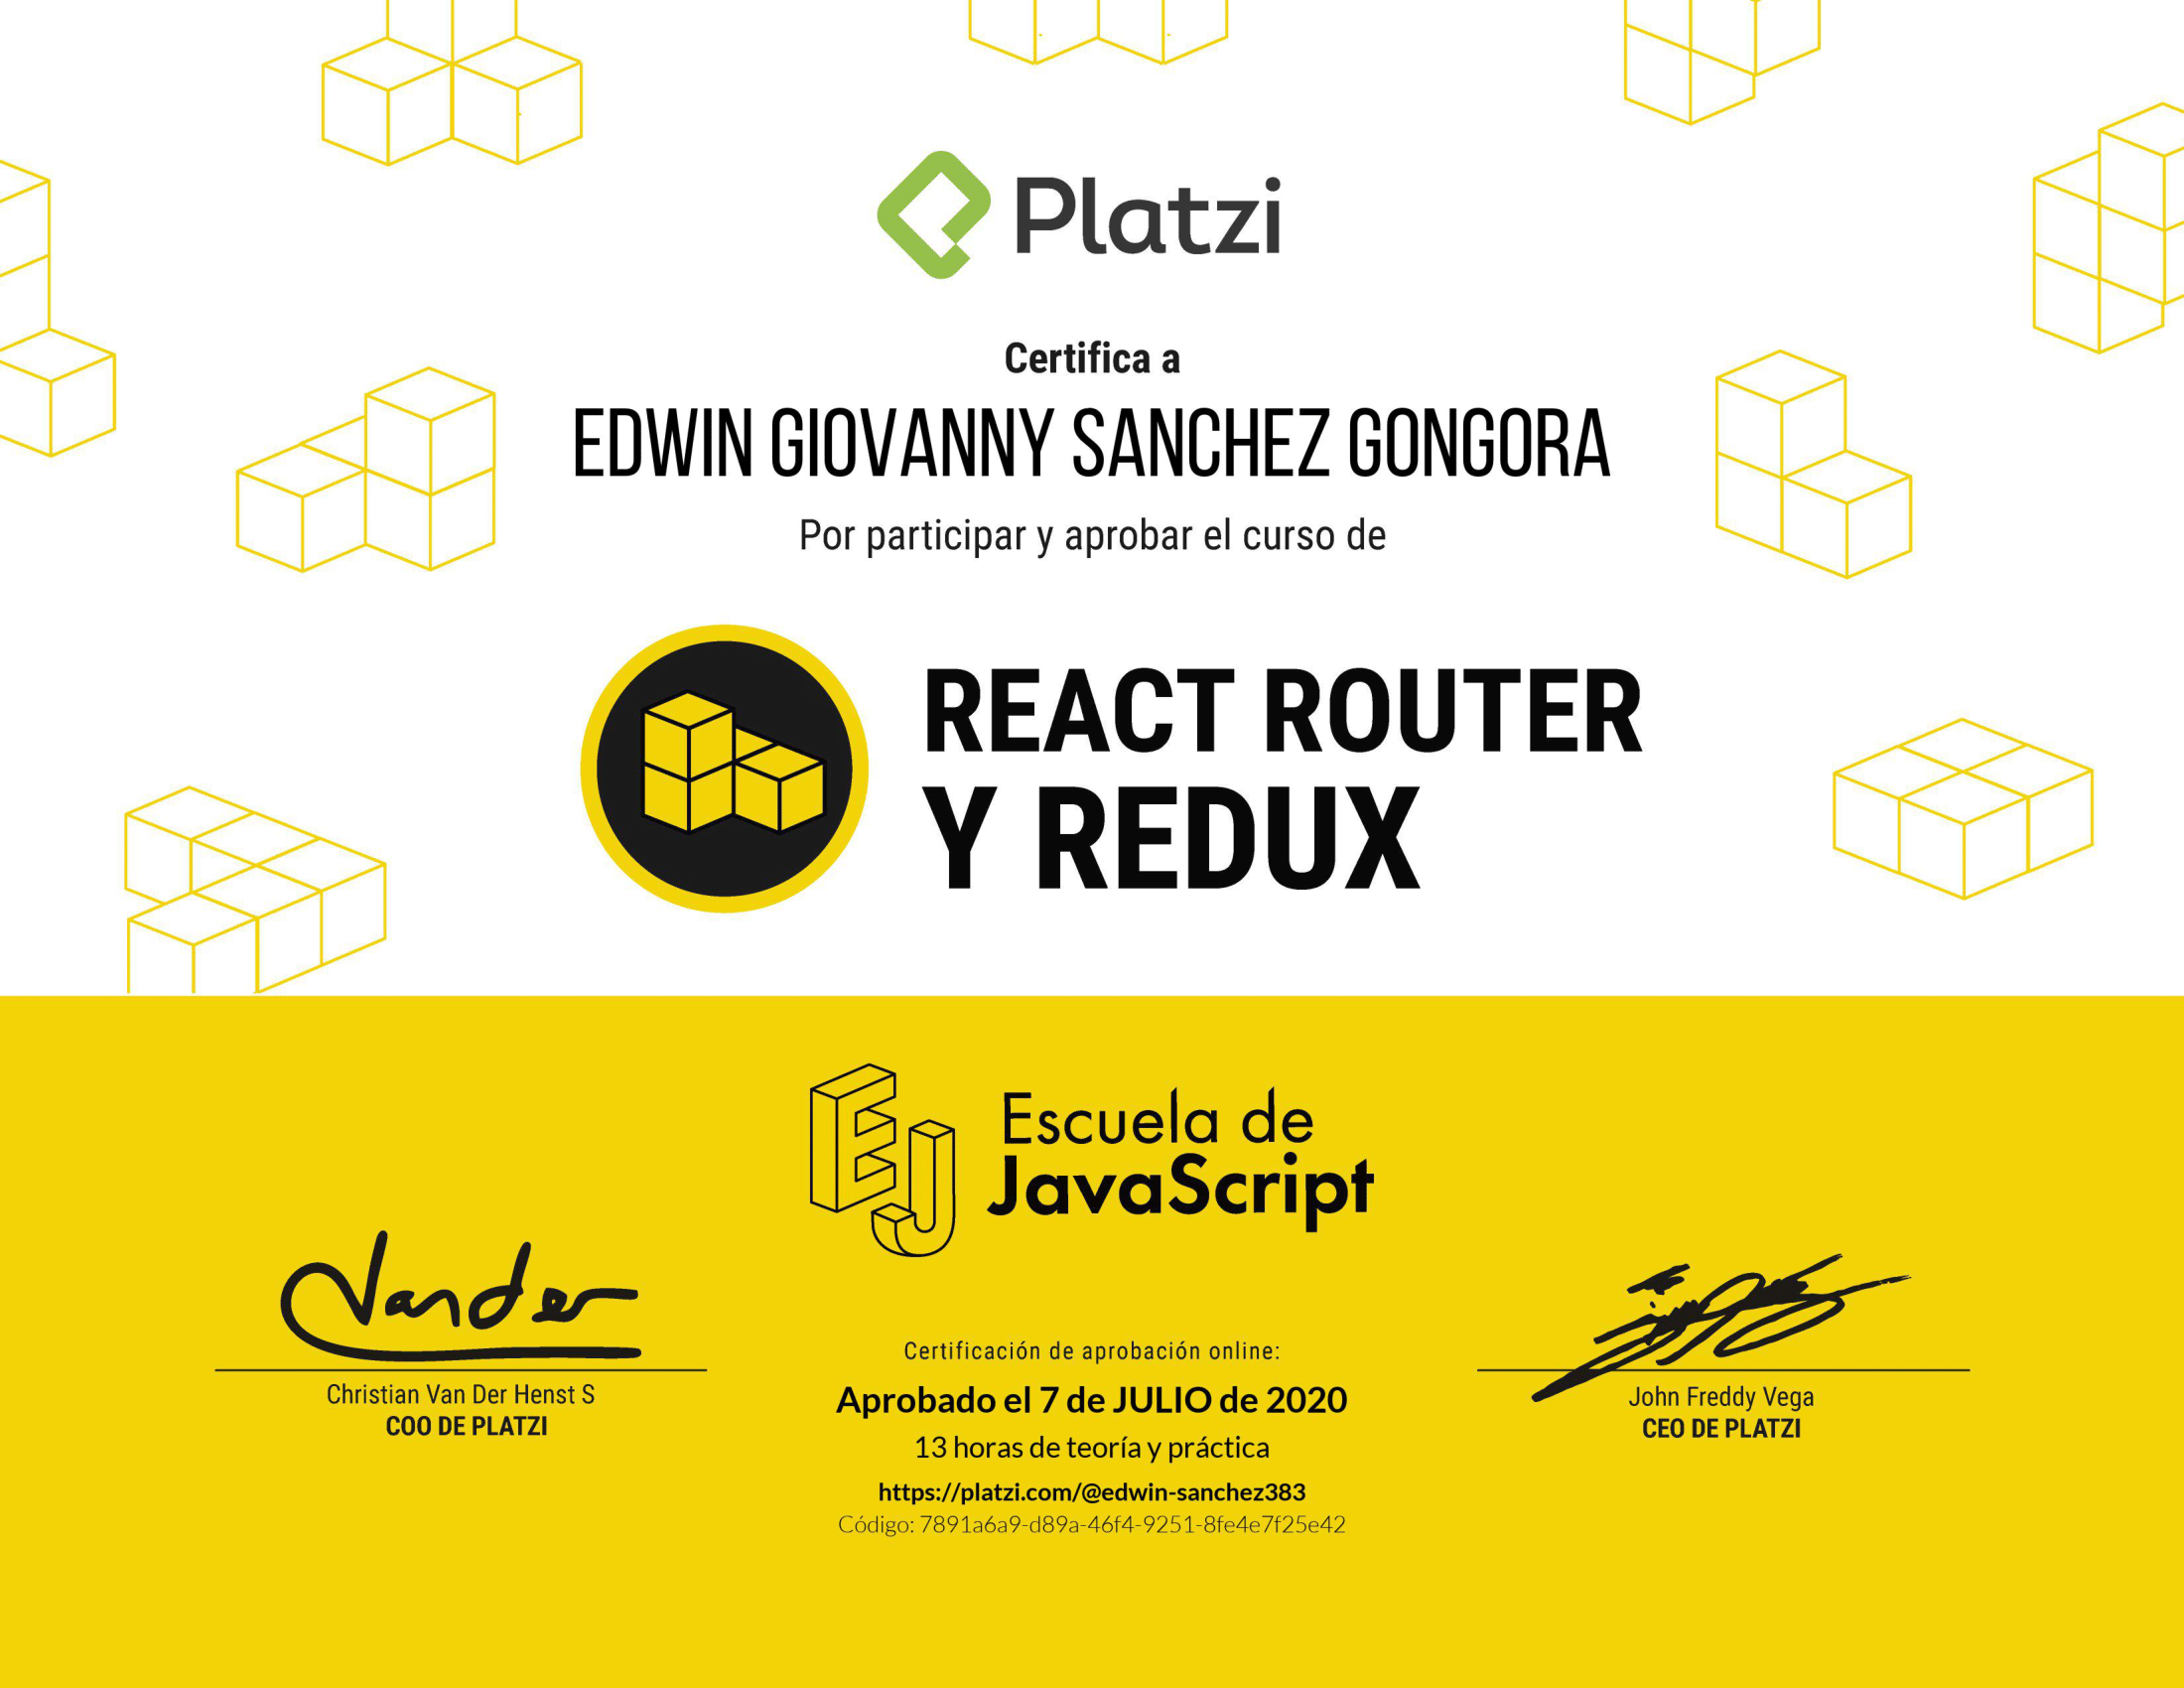 Platzi
Certifica a
EDWIN GIOVANNY SANCHEZ GONGORA
Por participar y aprobar el curso de
REACT ROUTER
Y REDUX
EJ
Escuela de
JavaScript
Vander
Christian Van Der Henst S
COO DE PLATZI
Certificación de aprobación online:
Aprobado el 7 de JULIO de 2020
13 horas de teoría y práctica
https://platzi.com/@edwin-sanchez383
Código: 7891a6a9-d89a-46f4-9251-8fe4e7f25e42
John Freddy Vega
CEO DE PLATZI